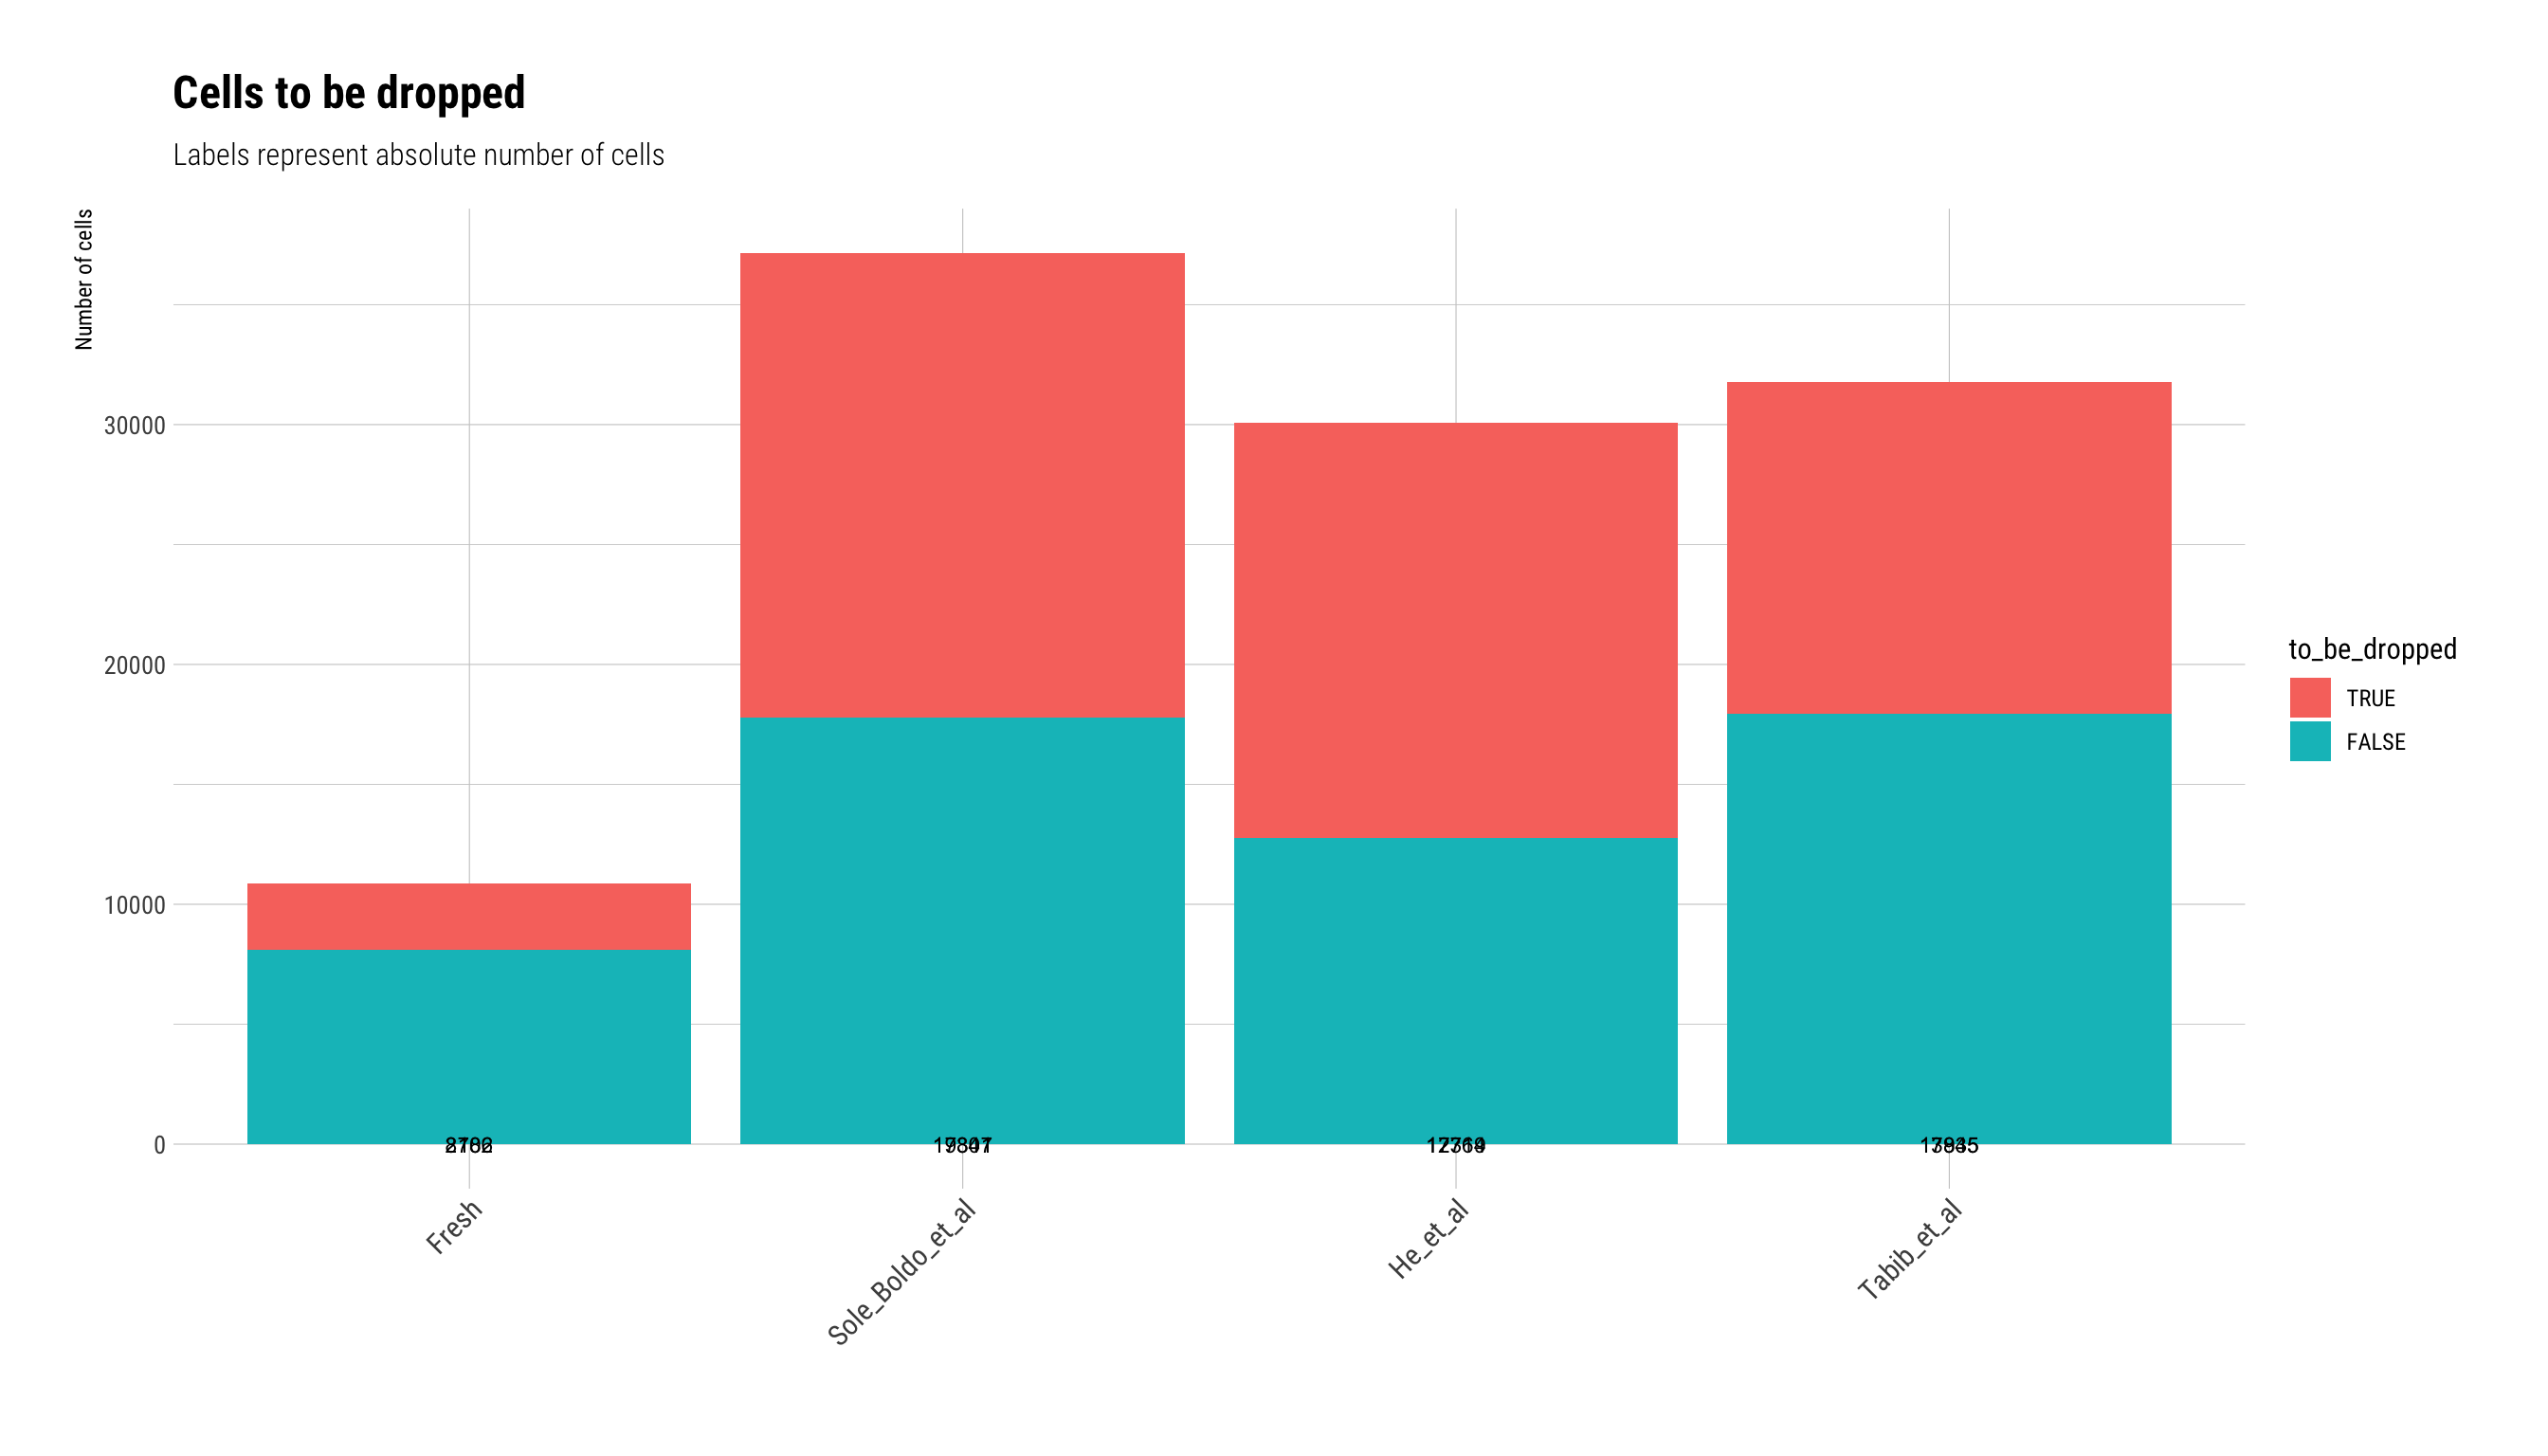 Cells to be dropped
Labels represent absolute number of cells
Number of cells
30000
20000
10000
0
to_be_dropped
TRUE
FALSE
Fresh
Sole_Boldo_et_al
He_et_al
Tabib_et_al